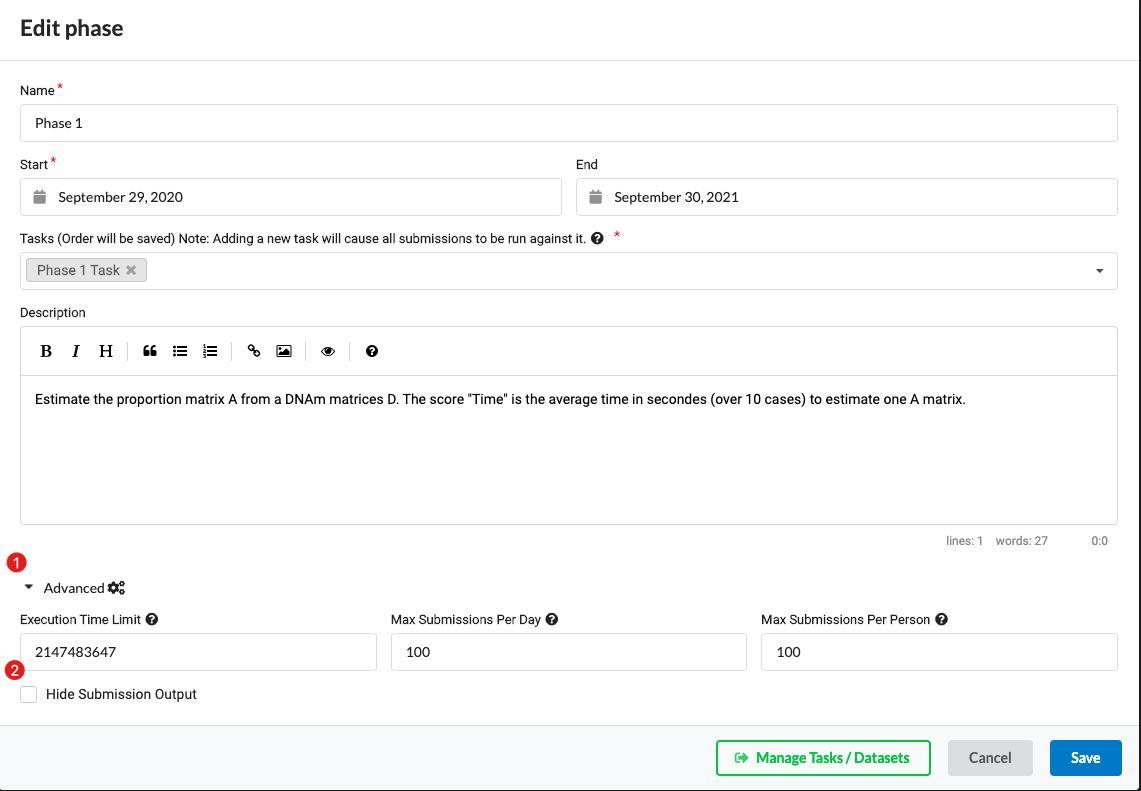 Edit phase
Name *
Phase 1
Start * End
September 29, 2020 September 30, 2021
Tasks (Order will be saved) Note: Adding a new task will cause all submissions to be run against it. *
Phase 1 Task
Description
B I H
Estimate the proportion matrix A from a DNAm matrices D. The score "Time" is the average time in secondes (over 10 cases) to estimate one A matrix.
lines: 1 words: 27 0:0
1
Advanced
Execution Time Limit Max Submissions Per Day Max Submissions Per Person
2147483647 100 100
2
Hide Submission Output
Manage Tasks / Datasets Cancel Save